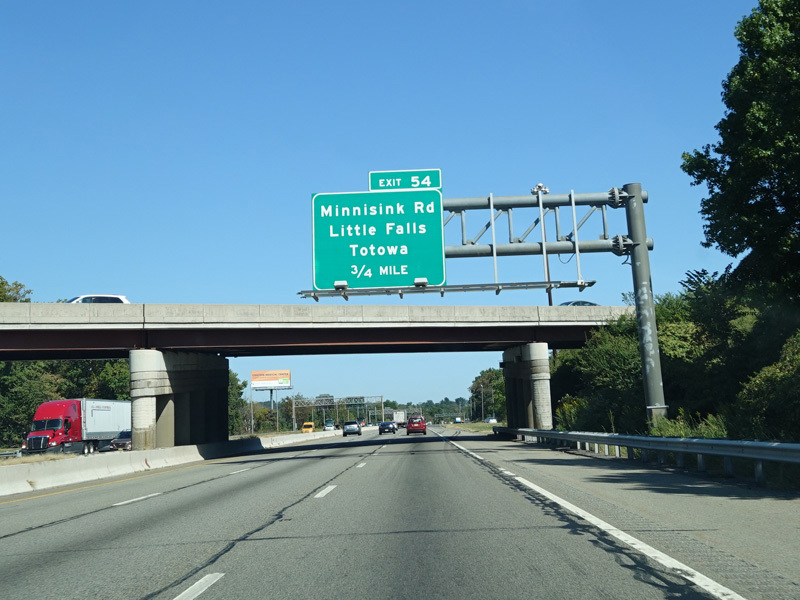 EXIT 54
Minnisink Rd
Little Falls
Totowa
3/4 MILE